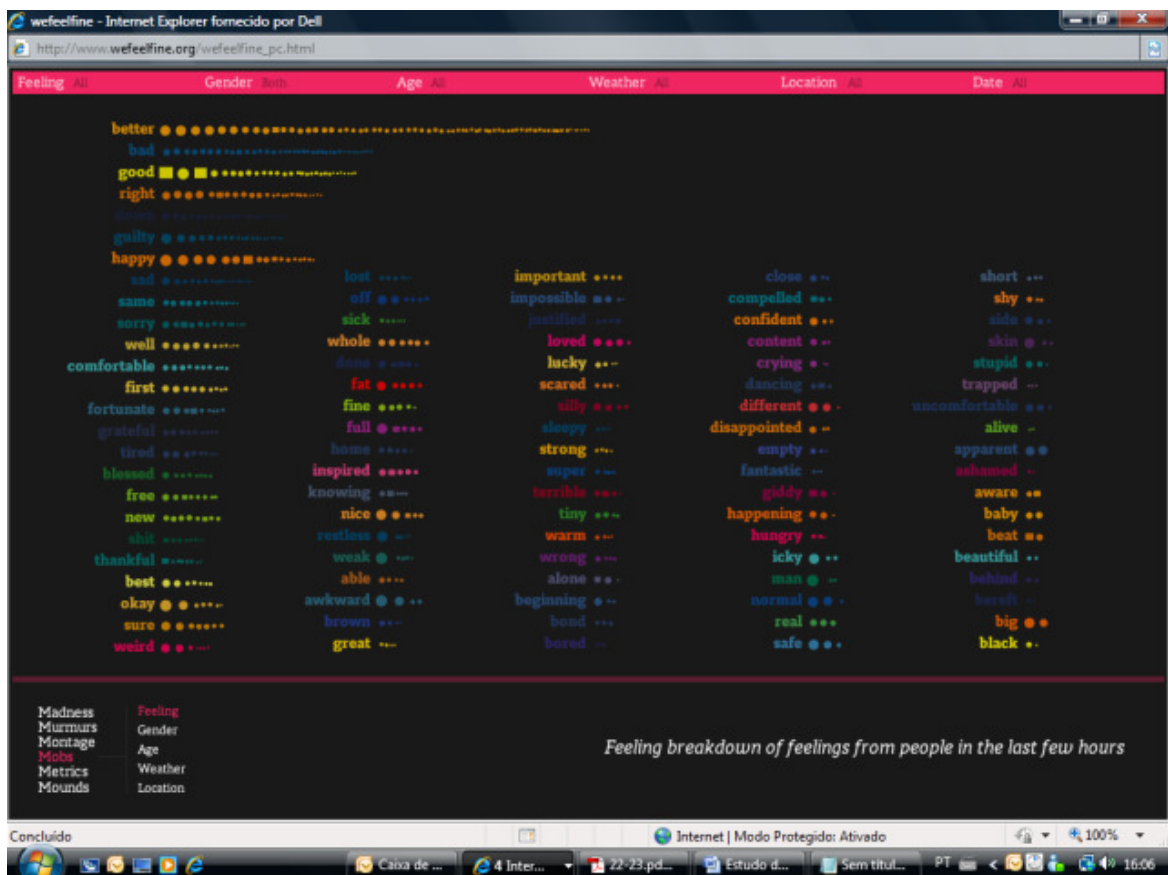 wefeelfine - Internet Explorer fornecido por Dell
http://www.wefeelfine.org/wefeelfine_pc.html
Feeling All Gender Both Age All Weather All Location All Date All
better
bad
good
right
down
guilty
happy
sad lost important close short
same off impossible compelled shy
sorry sick justified confident side
well whole loved content skin
comfortable done lucky crying stupid
first fat scared dancing trapped
fortunate fine silly different uncomfortable
grateful full sleepy disappointed alive
tired home strong empty apparent
blessed inspired super fantastic ashamed
free knowing terrible giddy aware
new nice tiny happening baby
shit restless warm hungry beat
thankful weak wrong icky beautiful
best able alone man behind
okay awkward beginning normal bereft
sure brown bond real big
weird great bored safe black
Madness
Murmurs
Montage
Mobs
Metrics
Mounds
Feeling
Gender
Age
Weather
Location
Feeling breakdown of feelings from people in the last few hours
Concluído Internet | Modo Protegido: Ativado 100%
Caixa de ... 4 Inter... 22-23.pd... Estudo d... Sem títul... PT 16:06